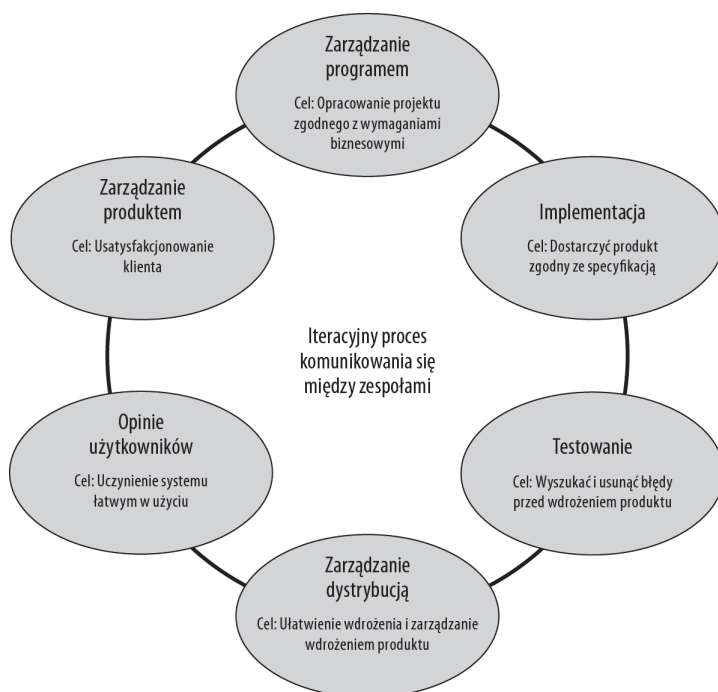 Zarządzanie
programem
Cel: Opracowanie projektu
zgodnego z wymaganiami
biznesowymi
Zarządzanie
produktem
Cel: Usatysfakcjonowanie
klienta
Implementacja
Cel: Dostarczyć produkt
zgodny ze specyfikacją
Iteracyjny proces
komunikowania się
między zespołami
Opinie
użytkowników
Cel: Uczynienie systemu
łatwym w użyciu
Testowanie
Cel: Wyszukać i usunąć błędy
przed wdrożeniem produktu
Zarządzanie
dystrybucją
Cel: Ułatwienie wdrożenia i zarządzanie
wdrożeniem produktu